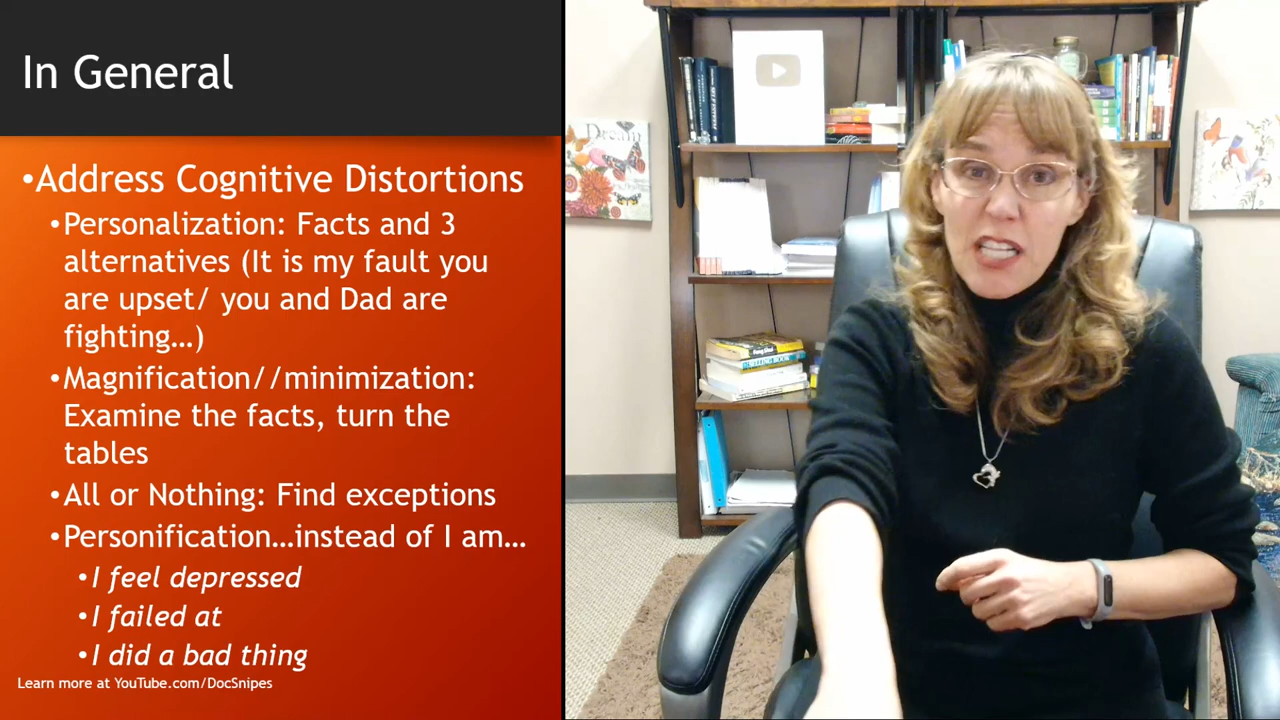 In General
•Address Cognitive Distortions
•Personalization: Facts and 3
alternatives (It is my fault you
are upset/ you and Dad are
fighting…)
•Magnification//minimization:
Examine the facts, turn the
tables
•All or Nothing: Find exceptions
•Personification…instead of I am…
•I feel depressed
•I failed at
•I did a bad thing
Learn more at YouTube.com/DocSnipes
Dream